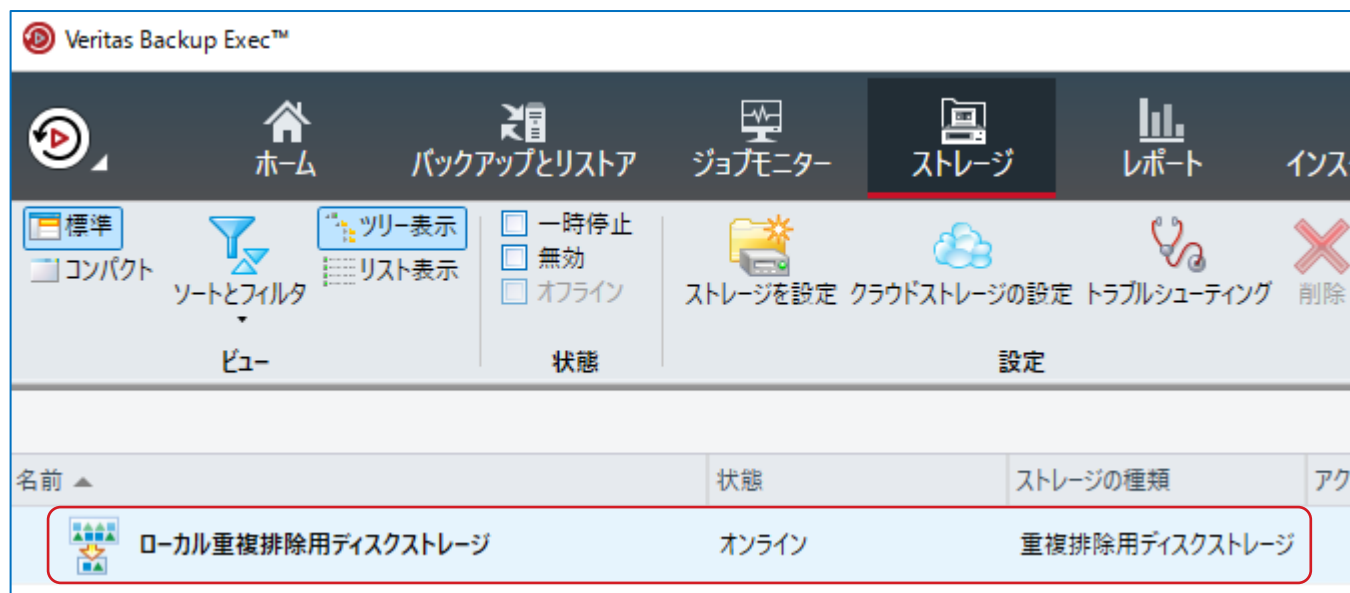 Veritas Backup Exec™
ホーム バックアップとリストア ジョブモニター ストレージ レポート インス
標準 ツリー表示 一時停止
コンパクト リスト表示 無効
ソートとフィルタ オフライン ストレージを設定 クラウドストレージの設定 トラブルシューティング 削除
ビュー 状態 設定
名前 状態 ストレージの種類 アク
ローカル重複排除用ディスクストレージ オンライン 重複排除用ディスクストレージ